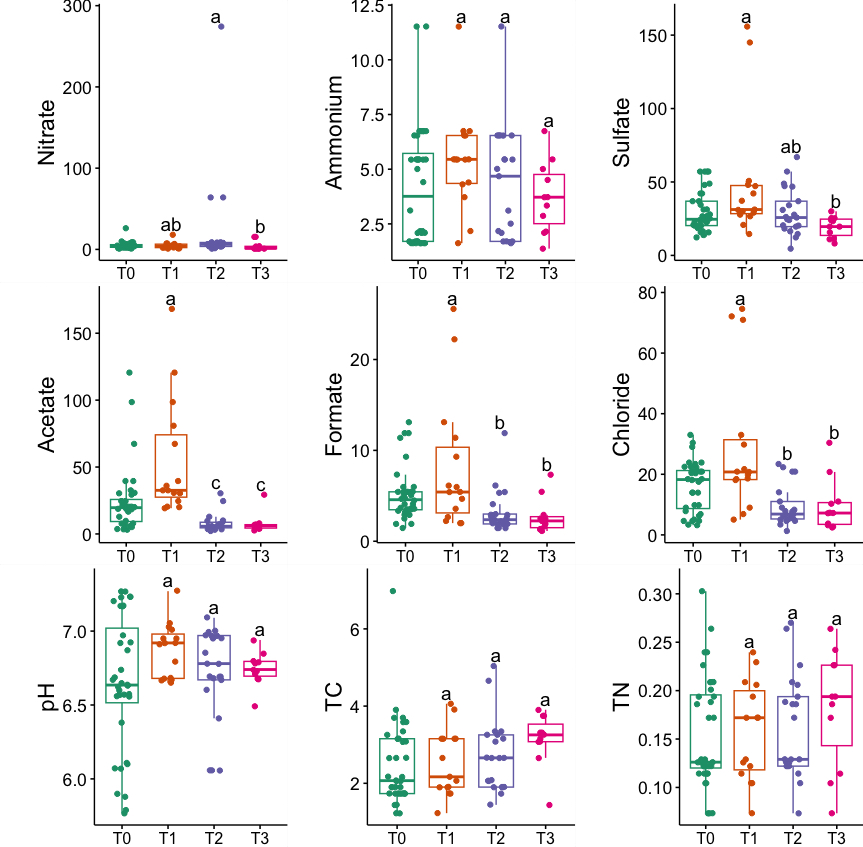 Nitrate
300
200
100
0
a
ab
b
T0 T1 T2 T3
Ammonium
12.5
10.0
7.5
5.0
2.5
a a
a
T0 T1 T2 T3
Sulfate
150
100
50
0
a
ab
b
T0 T1 T2 T3
Acetate
150
100
50
0
a
c c
T0 T1 T2 T3
Formate
20
10
0
a
b
b
T0 T1 T2 T3
Chloride
80
60
40
20
0
a
b
b
T0 T1 T2 T3
pH
7.0
6.5
6.0
a
a
a
T0 T1 T2 T3
TC
6
4
2
a
a
a
T0 T1 T2 T3
TN
0.30
0.25
0.20
0.15
0.10
a
a
a
T0 T1 T2 T3